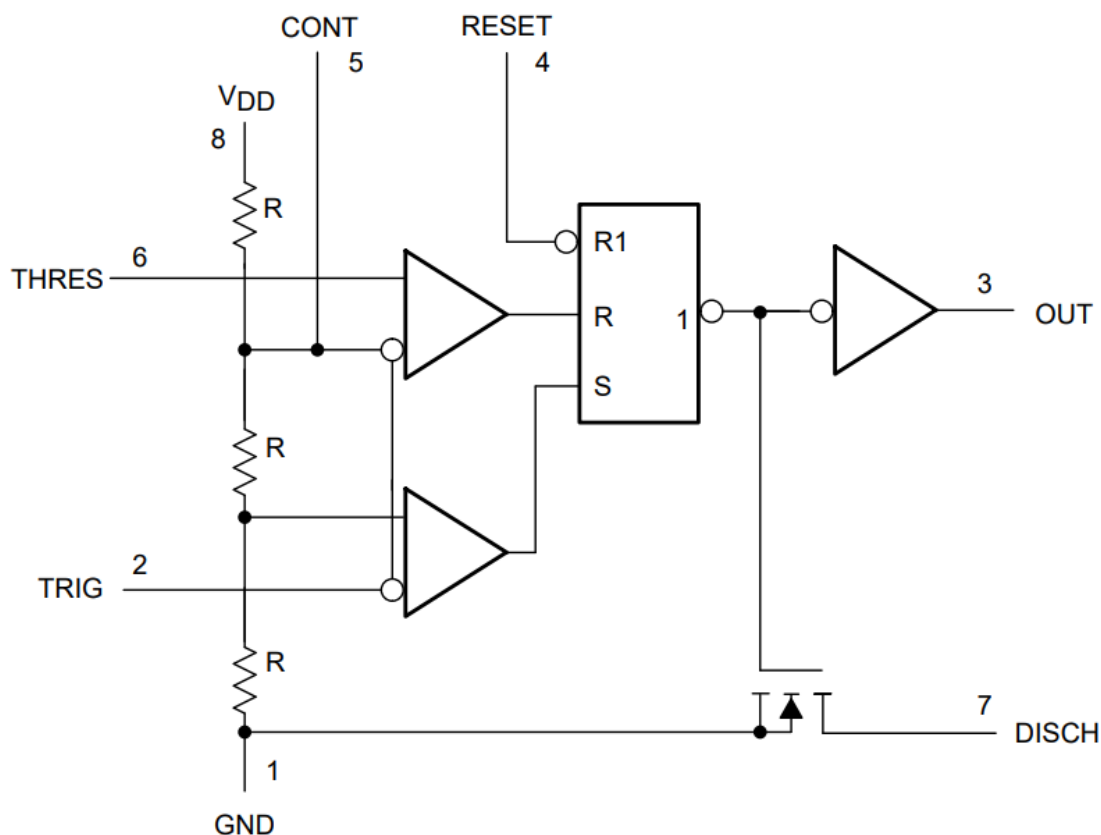 CONT
5
RESET
4
VDD
8
R
THRES
6
R1
R
1
S
3
OUT
R
TRIG
2
R
7
DISCH
1
GND